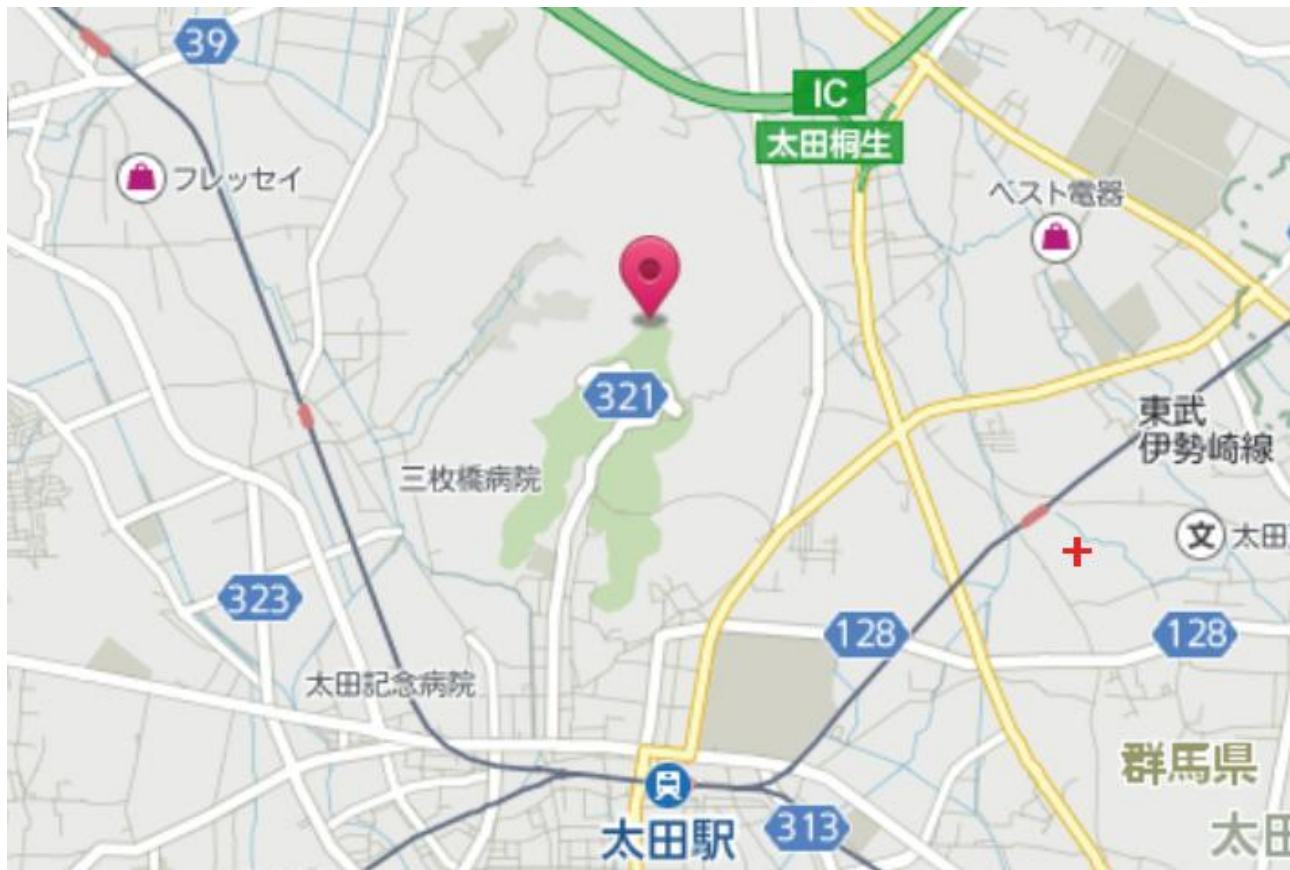 39
IC
太田桐生
フレッセイ
ベスト電器
321
東武
伊勢崎線
三枚橋病院
文
太田
323
128
128
太田記念病院
群馬県
313
太田駅
太田